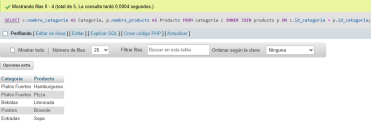 Mostrando filas 0 - 4 (total de 5, La consulta tardó 0,0004 segundos.)
SELECT c.nombre_categoria AS Categoria, p.nombre_producto AS Producto FROM categoria c INNER JOIN producto p ON c.id_categoria = p.id_categoria;
Perfilando [ Editar en línea ] [ Editar ] [ Explicar SQL ] [ Crear código PHP ] [ Actualizar ]
Mostrar todo | Número de filas: 25 Filtrar filas: Buscar en esta tabla Ordenar según la clave: Ninguna
Opciones extra
Categoria Producto
Platos Fuertes Hamburguesa
Platos Fuertes Pizza
Bebidas Limonada
Postres Brownie
Entradas Sopa